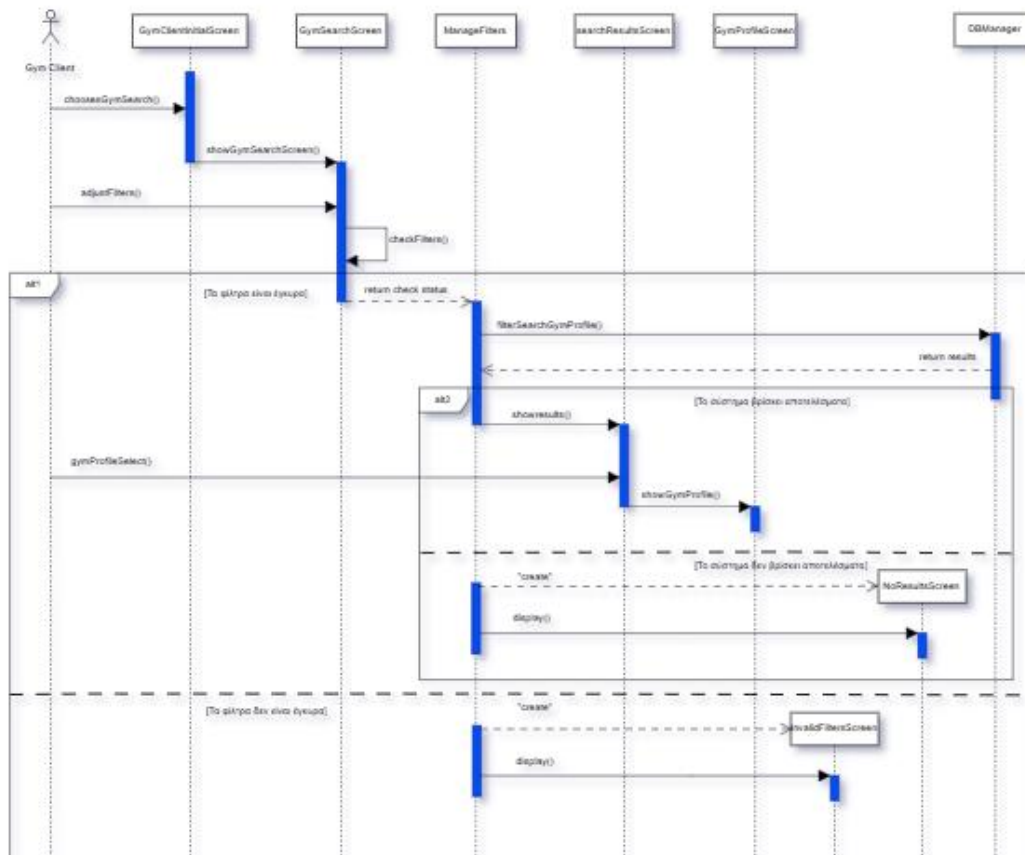 GymClientInitialScreen
GymSearchScreen
ManageFilters
searchResultsScreen
GymProfileScreen
DBManager
Gym Client
choosesGymSearch()
showGymSearchScreen()
adjustFilters()
checkFilters()
alt1
[Τα φίλτρα είναι έγκυρα]
return check status
filterSearchGymProfile()
return results
alt2
[Το σύστημα βρίσκει αποτελέσματα]
showresults()
gymProfileSelect()
showGymProfile()
[Το σύστημα δεν βρίσκει αποτελέσματα]
"create"
NoResultsScreen
display()
[Τα φίλτρα δεν είναι έγκυρα]
"create"
InvalidFiltersScreen
display()